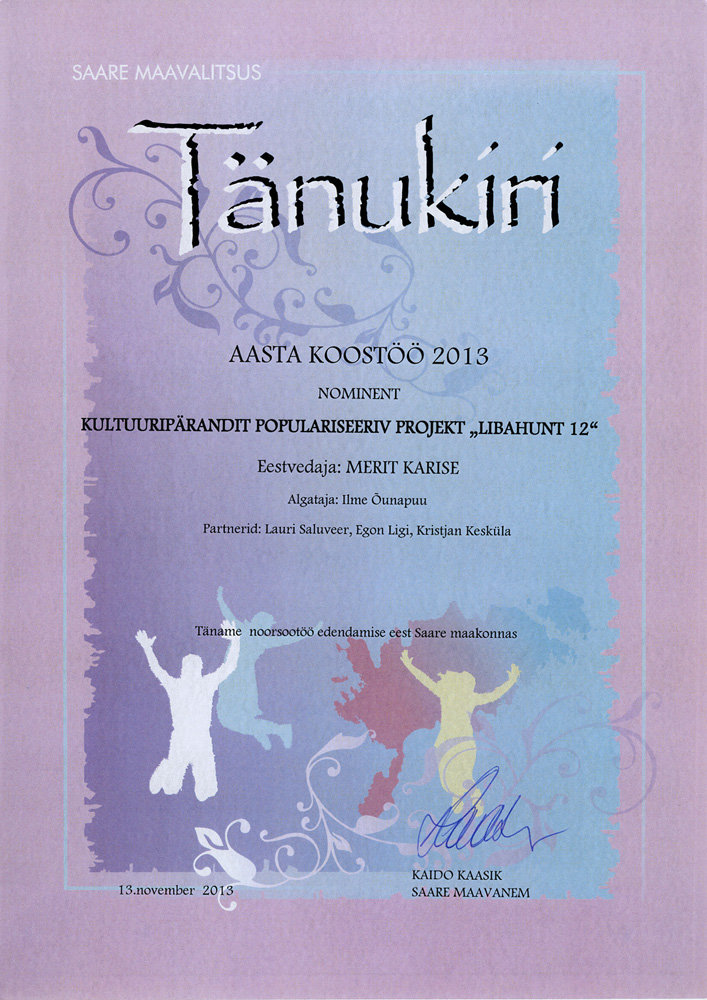 SAARE MAAVALITSUS
Tänukiri
AASTA KOOSTÖÖ 2013
NOMINENT
KULTUURIPÄRANDIT POPULARISEERIV PROJEKT „LIBAHUNT 12“
Eestvedaja: MERIT KARISE
Algataja: Ilme Õunapuu
Partnerid: Lauri Saluveer, Egon Ligi, Kristjan Kesküla
Täname noorsootöö edendamise eest Saare maakonnas
KAIDO KAASIK
13.november 2013
SAARE MAAVANEM